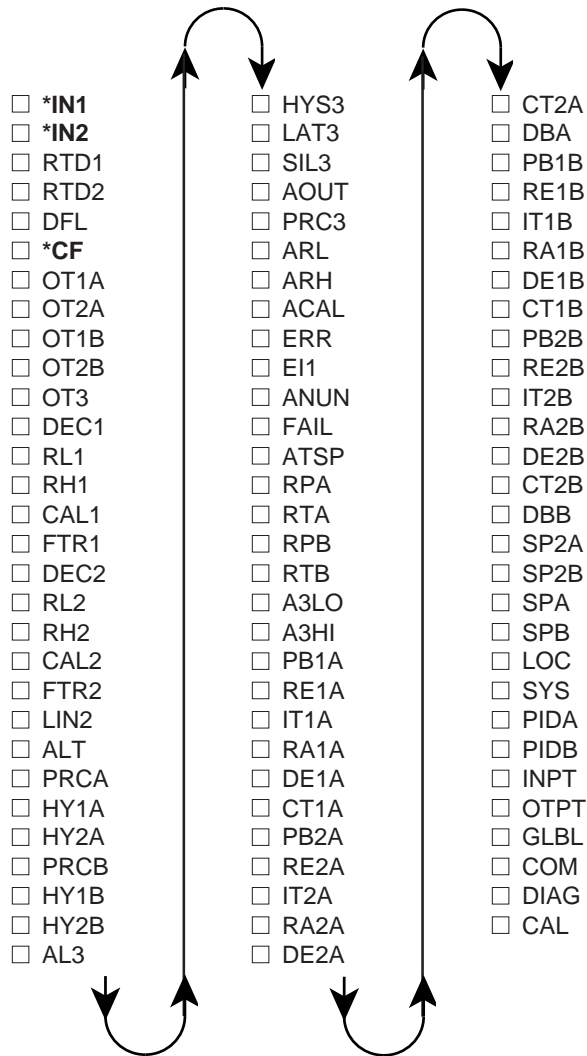 ☐ *IN1
☐ *IN2
☐ RTD1
☐ RTD2
☐ DFL
☐ *CF
☐ OT1A
☐ OT2A
☐ OT1B
☐ OT2B
☐ OT3
☐ DEC1
☐ RL1
☐ RH1
☐ CAL1
☐ FTR1
☐ DEC2
☐ RL2
☐ RH2
☐ CAL2
☐ FTR2
☐ LIN2
☐ ALT
☐ PRCA
☐ HY1A
☐ HY2A
☐ PRCB
☐ HY1B
☐ HY2B
☐ AL3
☐ HYS3
☐ LAT3
☐ SIL3
☐ AOUT
☐ PRC3
☐ ARL
☐ ARH
☐ ACAL
☐ ERR
☐ EI1
☐ ANUN
☐ FAIL
☐ ATSP
☐ RPA
☐ RTA
☐ RPB
☐ RTB
☐ A3LO
☐ A3HI
☐ PB1A
☐ RE1A
☐ IT1A
☐ RA1A
☐ DE1A
☐ CT1A
☐ PB2A
☐ RE2A
☐ IT2A
☐ RA2A
☐ DE2A
☐ CT2A
☐ DBA
☐ PB1B
☐ RE1B
☐ IT1B
☐ RA1B
☐ DE1B
☐ CT1B
☐ PB2B
☐ RE2B
☐ IT2B
☐ RA2B
☐ DE2B
☐ CT2B
☐ DBB
☐ SP2A
☐ SP2B
☐ SPA
☐ SPB
☐ LOC
☐ SYS
☐ PIDA
☐ PIDB
☐ INPT
☐ OTPT
☐ GLBL
☐ COM
☐ DIAG
☐ CAL